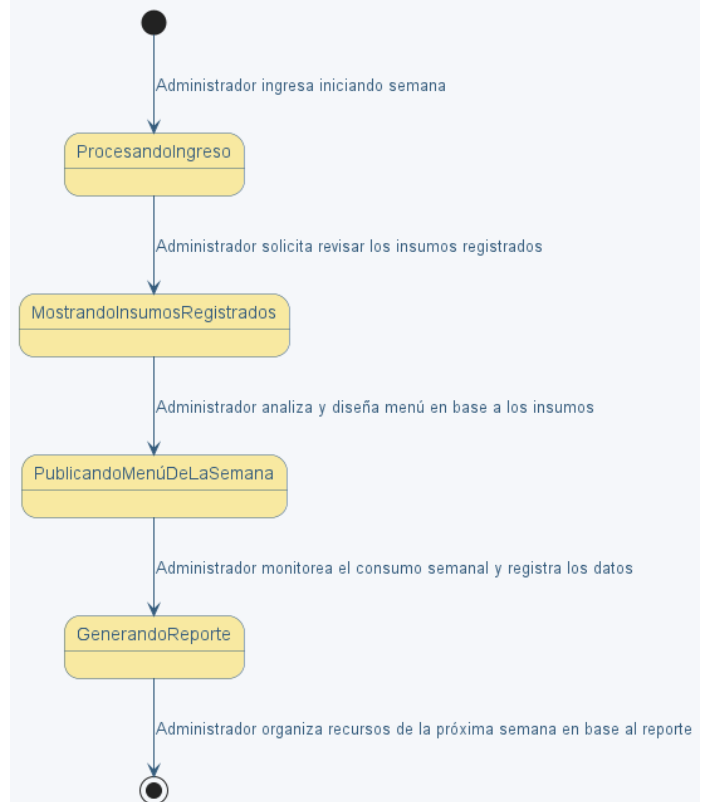 Administrador ingresa iniciando semana
ProcesandoIngreso
Administrador solicita revisar los insumos registrados
MostrandoInsumosRegistrados
Administrador analiza y diseña menú en base a los insumos
PublicandoMenúDeLaSemana
Administrador monitorea el consumo semanal y registra los datos
GenerandoReporte
Administrador organiza recursos de la próxima semana en base al reporte